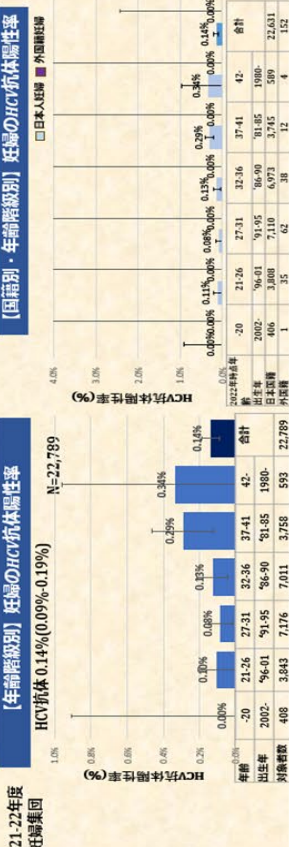 21-22年度
妊婦集団
【年齢階級別】妊婦のHCV抗体陽性率
HCV抗体 0.14%(0.09%-0.19%)
N=22,789
HCV抗体陽性率(%)
1.0%
0.8%
0.6%
0.4%
0.2%
0.0%
0.00%
0.10%
0.08%
0.13%
0.29%
0.34%
0.14%
年齢 -20 21-26 27-31 32-36 37-41 42- 合計
出生年 2002- '96-01 '91-95 '86-90 '81-85 1980-
対象者数 408 3,843 7,176 7,011 3,758 593 22,789
【国籍別・年齢階級別】妊婦のHCV抗体陽性率
日本人妊婦 外国籍妊婦
HCV抗体陽性率(%)
4.0%
3.0%
2.0%
1.0%
0.0%
0.00% 0.00%
0.11% 0.00%
0.08% 0.00%
0.13% 0.00%
0.29% 0.00%
0.34% 0.00%
0.14% 0.00%
2022年時点年齢 -20 21-26 27-31 32-36 37-41 42- 合計
出生年 2002- '96-01 '91-95 '86-90 '81-85 1980-
日本国籍 406 3,808 7,110 6,973 3,745 589 22,631
外国籍 1 35 62 38 12 4 152